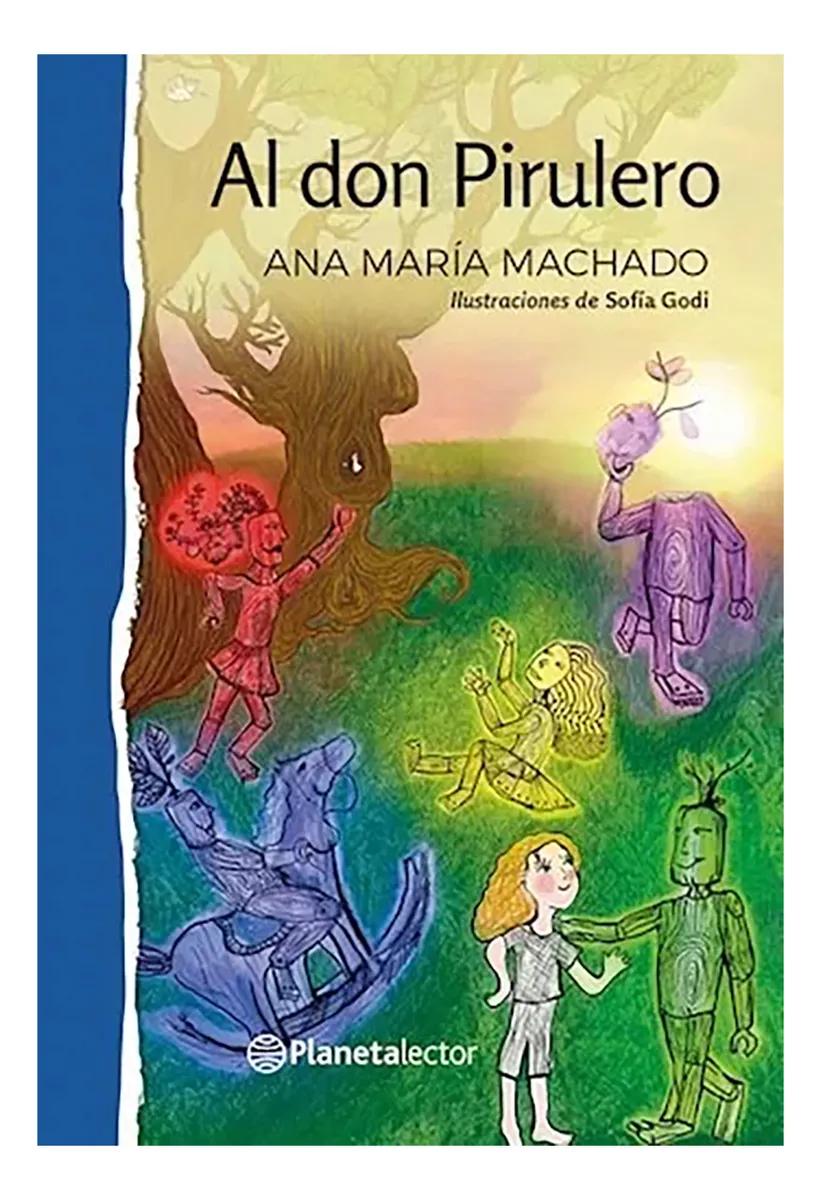 Al don Pirulero
ANA MARÍA MACHADO
Ilustraciones de Sofía Godi
Planetalector